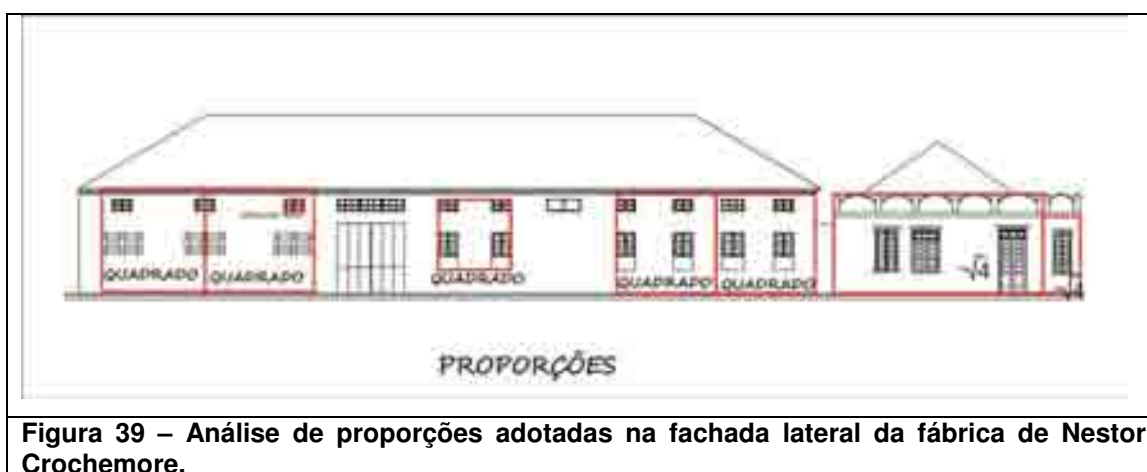 QUADRADO QUADRADO QUADRADO QUADRADO QUADRADO √4 √4
PROPORÇÕES
Figura 39 – Análise de proporções adotadas na fachada lateral da fábrica de Nestor
Crochemore.